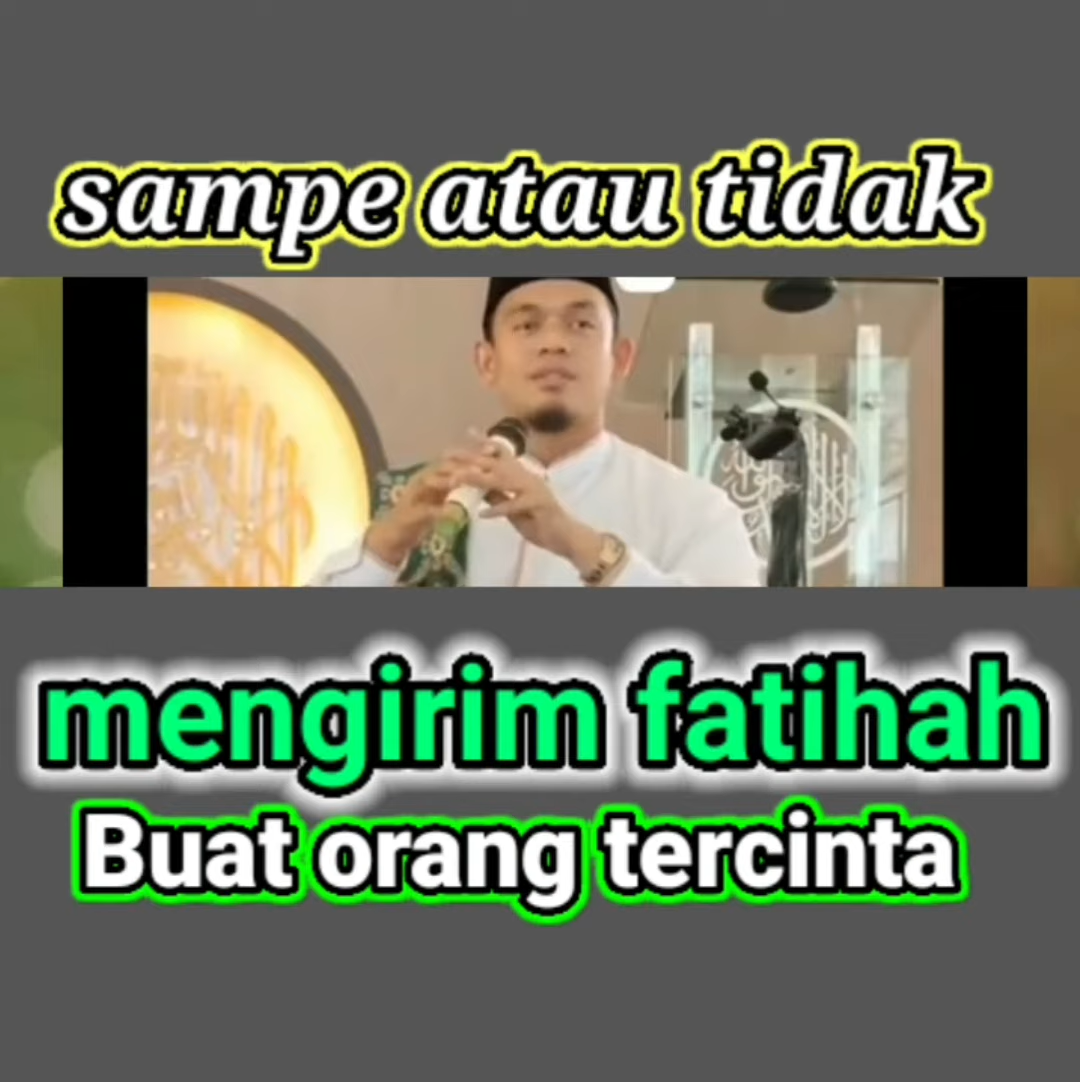 sampe atau tidak
mengirim fatihah
Buat orang tercinta